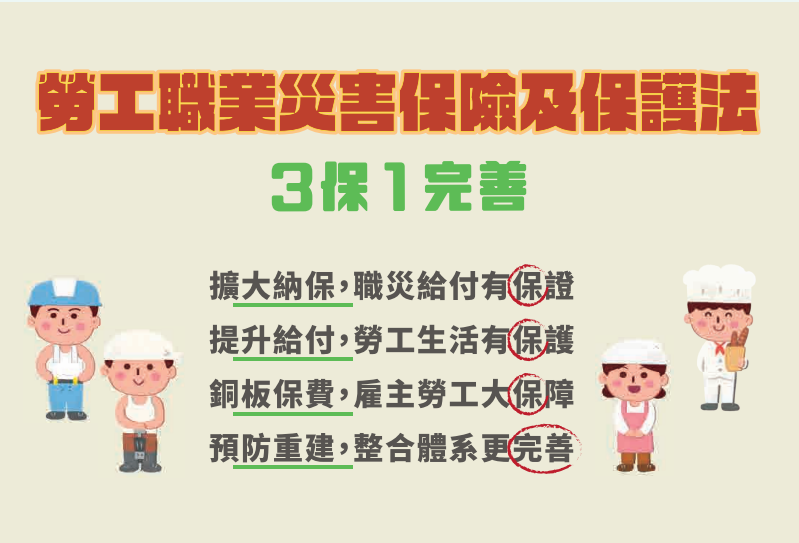 勞工職業災害保險及保護法
3保1完善
擴大納保，職災給付有保證
提升給付，勞工生活有保護
銅板保費，雇主勞工大保障
預防重建，整合體系更完善